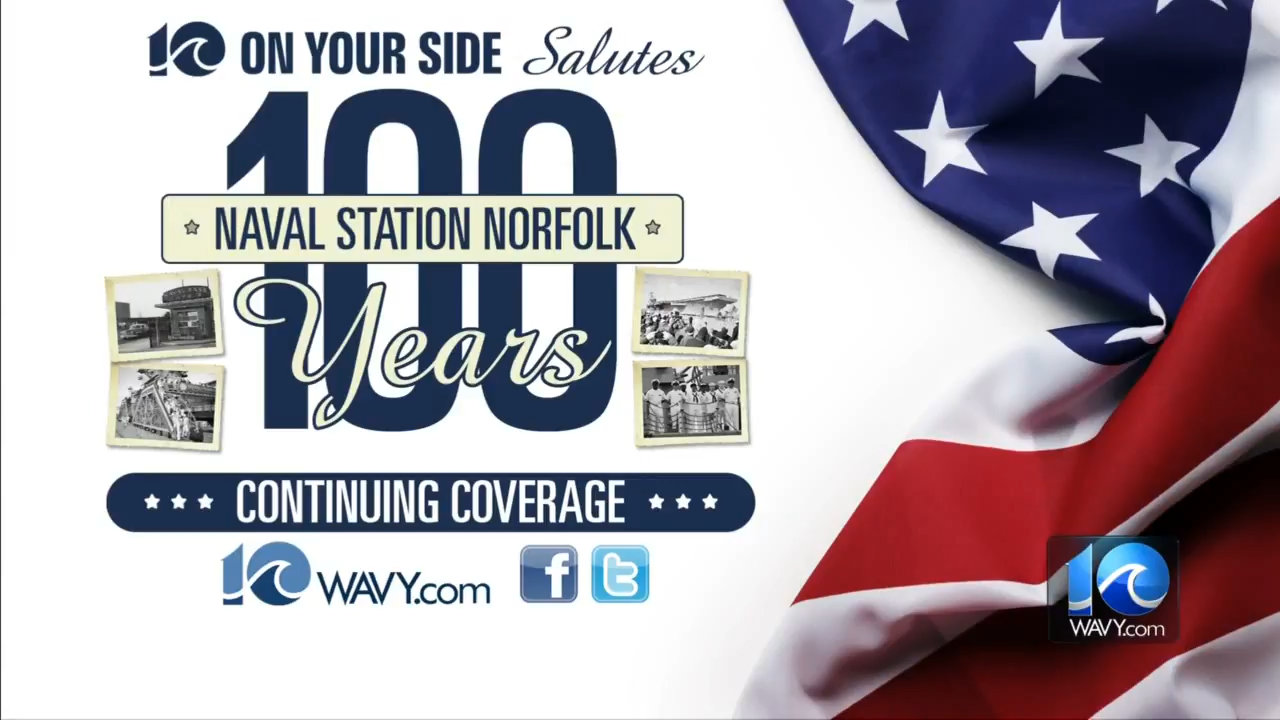 10 ON YOUR SIDE Salutes
100
NAVAL STATION NORFOLK
Years
CONTINUING COVERAGE
10 WAVY.com f t
10
WAVY.com